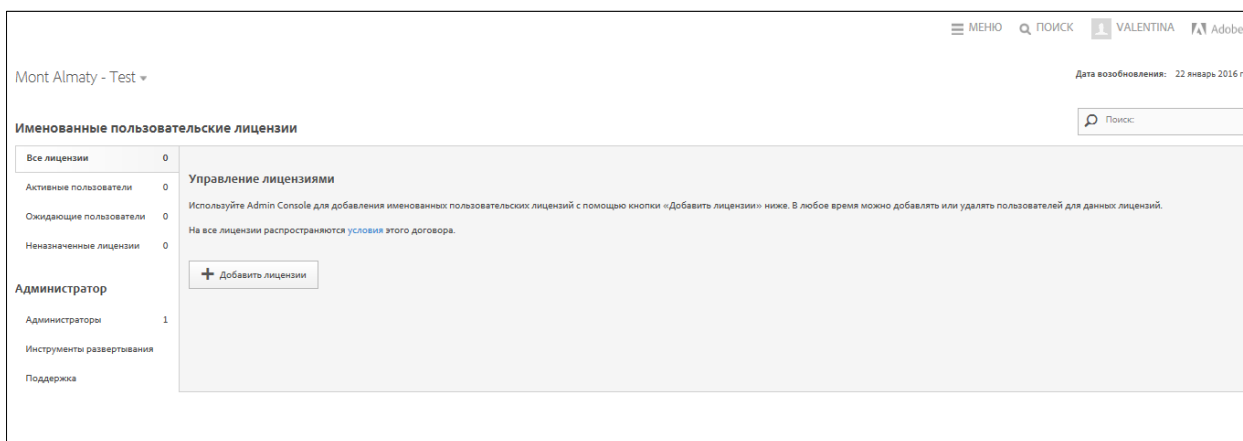 МЕНЮ ПОИСК VALENTINA Adobe
Mont Almaty - Test
Дата возобновления: 22 январь 2016 г
Именованные пользовательские лицензии
Поиск:
Все лицензии 0
Активные пользователи 0
Ожидающие пользователи 0
Неназначенные лицензии 0
Администратор
Администраторы 1
Инструменты развертывания
Поддержка
Управление лицензиями
Используйте Admin Console для добавления именованных пользовательских лицензий с помощью кнопки «Добавить лицензии» ниже. В любое время можно добавлять или удалять пользователей для данных лицензий.
На все лицензии распространяются условия этого договора.
Добавить лицензии